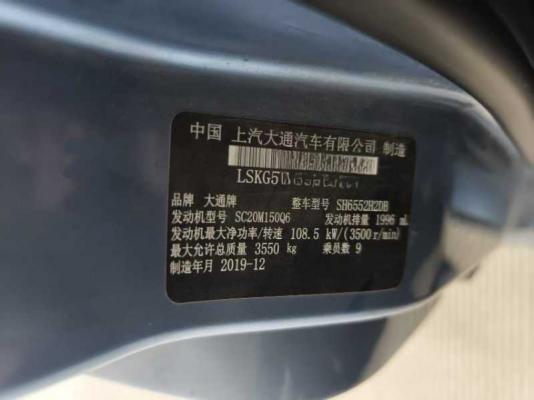 中国 上汽大通汽车有限公司 制造
LSKG5
品牌 大通牌 整车型号 SH6552H2DB
发动机型号 SC20M150Q6 发动机排量 1996 mL
发动机最大净功率/转速 108.5 kW/(3500r/min)
最大允许总质量 3550 kg 乘员数 9
制造年月 2019-12